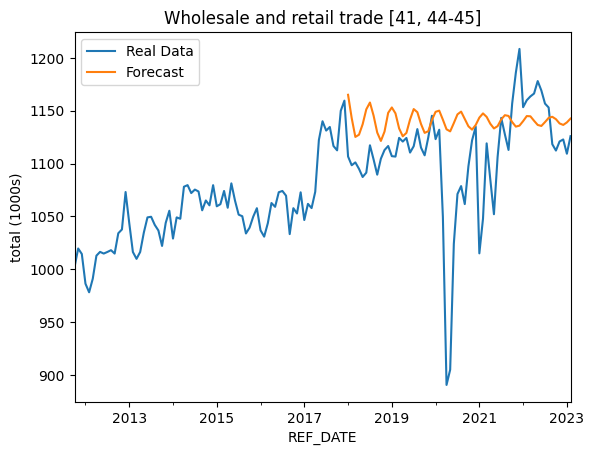 Wholesale and retail trade [41, 44-45]
Real Data
Forecast
total (1000s)
1200
1150
1100
1050
1000
950
900
2013
2015
2017
2019
2021
2023
REF_DATE